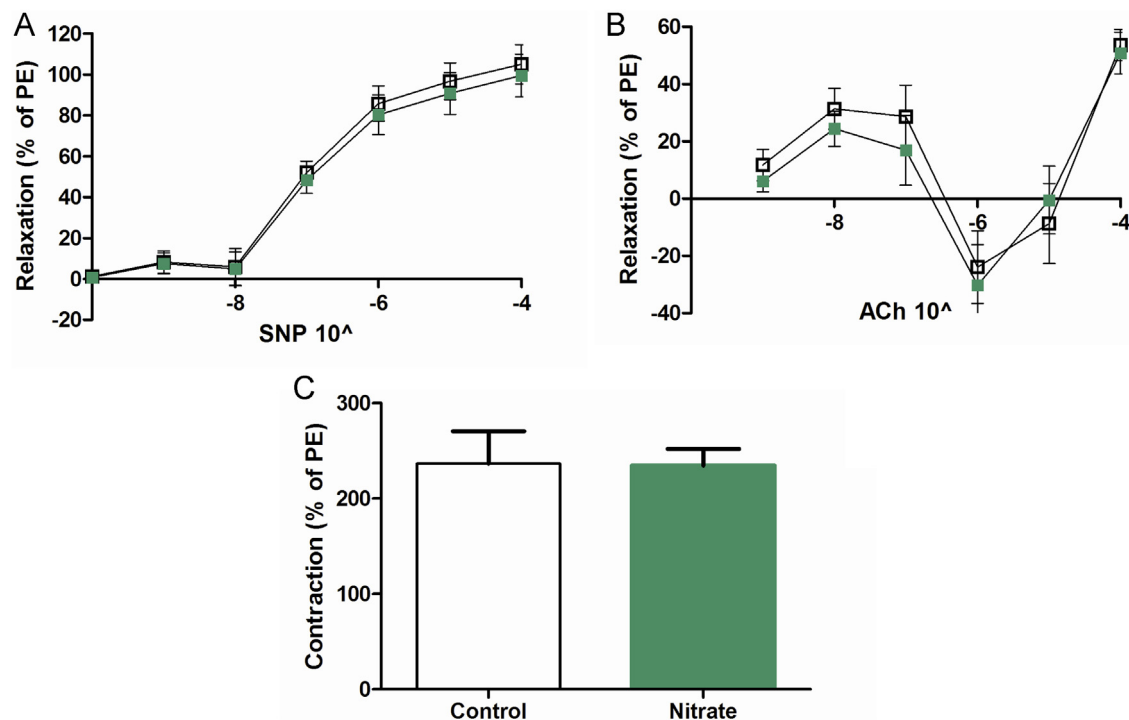 A
Relaxation (% of PE)
120
100
80
60
40
20
0
-20
-8
-6
-4
SNP 10^
B
Relaxation (% of PE)
60
40
20
0
-20
-40
-8
-6
-4
ACh 10^
C
Contraction (% of PE)
300
200
100
0
Control
Nitrate